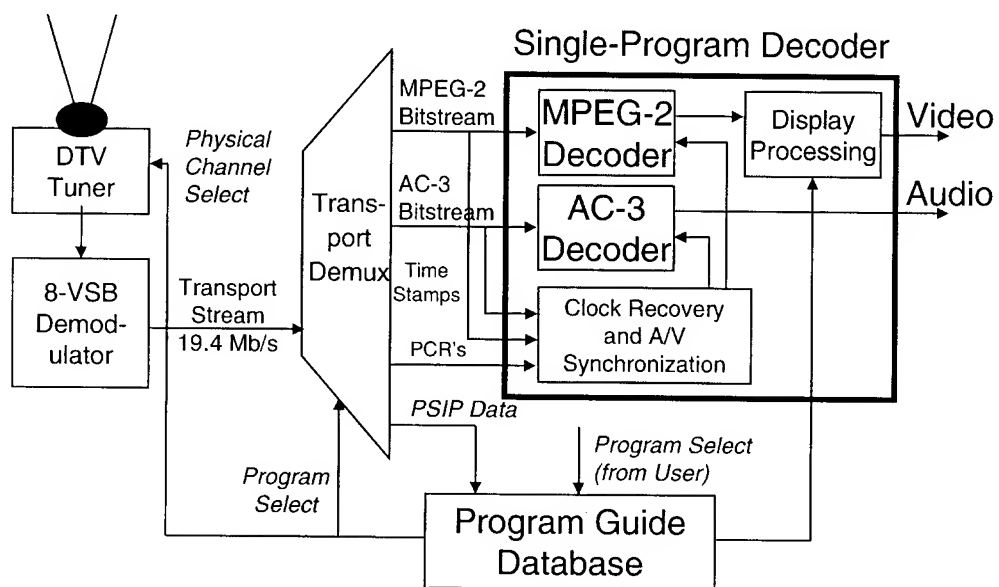 Single-Program Decoder
DTV
Tuner
Physical
Channel
Select
8-VSB
Demod-
ulator
Transport
Stream
19.4 Mb/s
Trans-
port
Demux
MPEG-2
Bitstream
AC-3
Bitstream
Time
Stamps
PCR's
PSIP Data
MPEG-2
Decoder
AC-3
Decoder
Clock Recovery
and A/V
Synchronization
Display
Processing
Video
Audio
Program
Select
Program Select
(from User)
Program Guide
Database